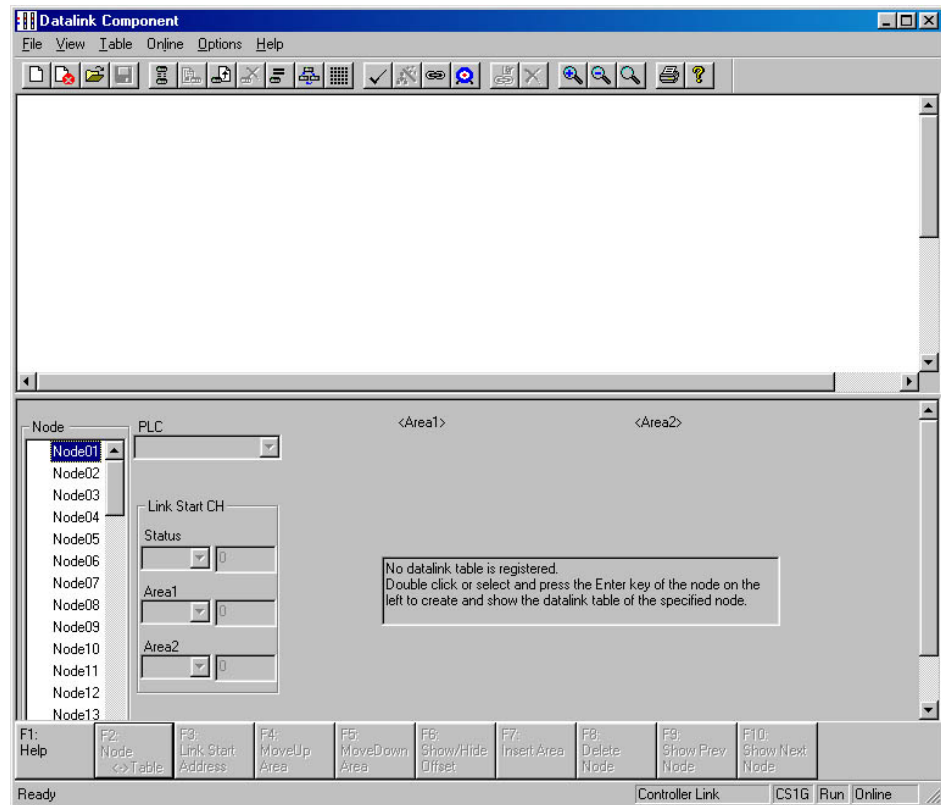 Datalink Component
File View Table Online Options Help
<Area1> <Area2>
Node
Node01
Node02
Node03
Node04
Node05
Node06
Node07
Node08
Node09
Node10
Node11
Node12
Node13
PLC
Link Start CH
Status
0
Area1
0
Area2
0
No datalink table is registered.
Double click or select and press the Enter key of the node on the
left to create and show the datalink table of the specified node.
F1:
Help
F2:
Node
<->Table
F3:
Link Start
Address
F4:
MoveUp
Area
F5:
MoveDown
Area
F6:
Show/Hide
Offset
F7:
Insert Area
F8:
Delete
Node
F9:
Show Prev
Node
F10:
Show Next
Node
Ready Controller Link CS1G Run Online